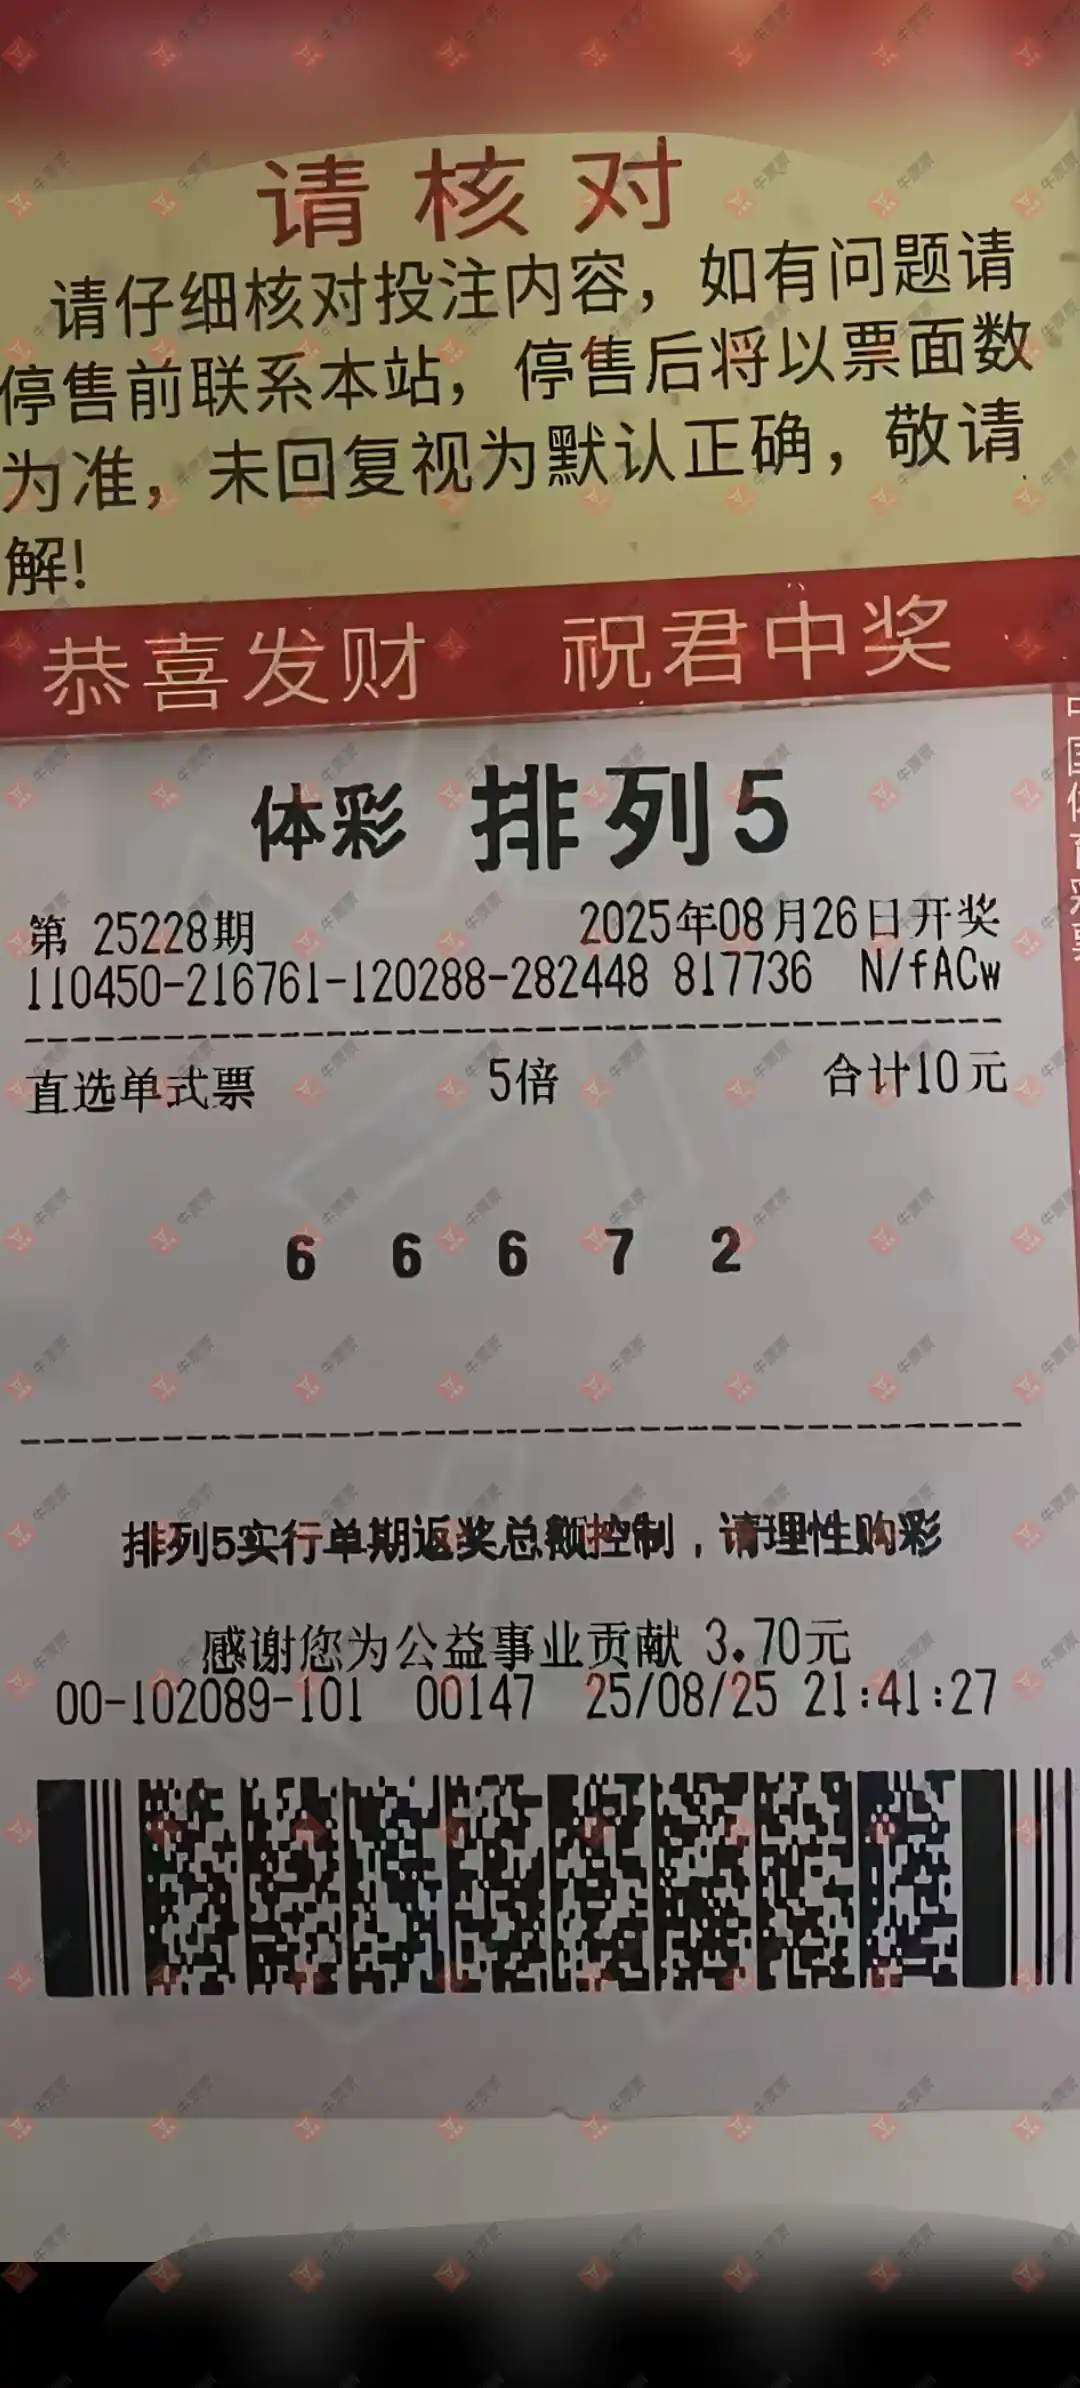 请核对
请仔细核对投注内容，如有问题请
停售前联系本站，停售后将以票面数
为准，未回复视为默认正确，敬请
解!
恭喜发财 祝君中奖
中国体育彩票
体彩 排列5
第 25228期 2025年08月26日开奖
110450-216761-120288-282448 817736 N/fACw
直选单式票 5倍 合计10元
6 6 6 7 2
排列5实行单期返奖总额控制，请理性购彩
感谢您为公益事业贡献 3.70元
00-102089-101 00147 25/08/25 21:41:27